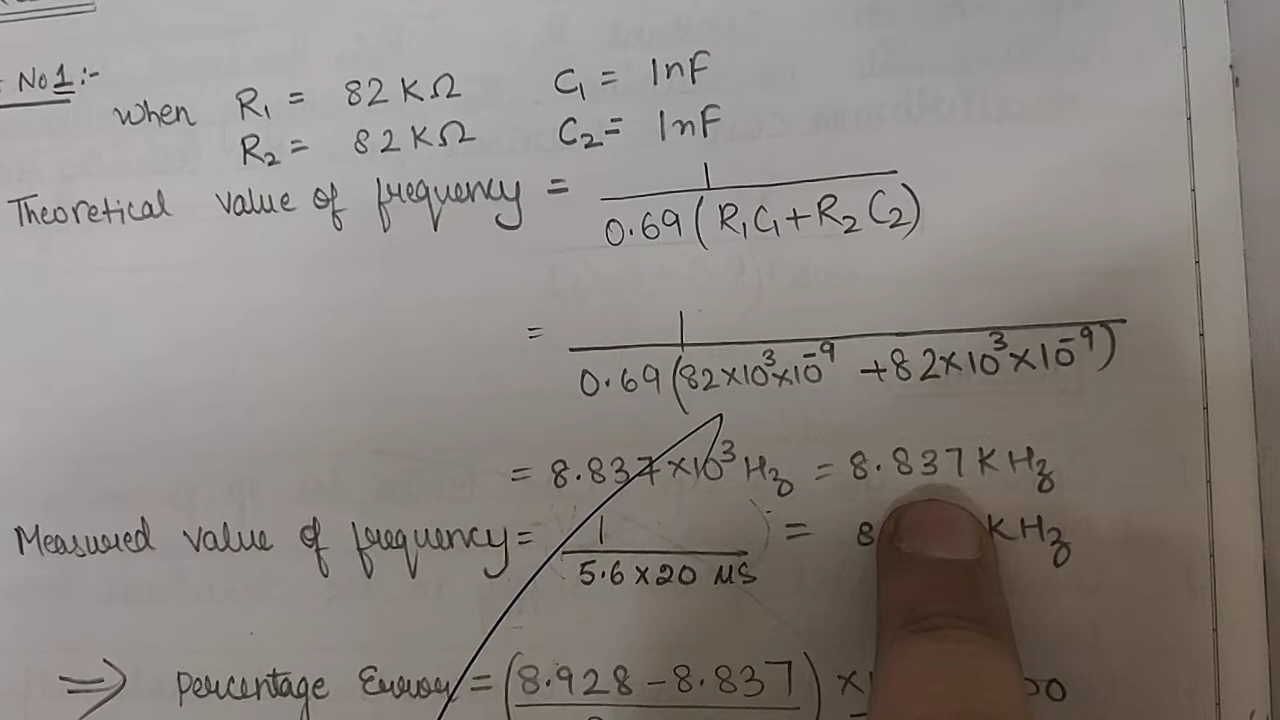 No 1:-
when R₁ = 82 KΩ C₁ = 1nF
R₂ = 82 KΩ C₂ = 1nF
Theoretical value of frequency = 1 / 0.69 (R₁C₁ + R₂C₂)
= 1 / 0.69 (82×10³×10⁻⁹ + 82×10³×10⁻⁹)
= 8.837 ×10³ Hz = 8.837 KHz
Measured value of frequency = 1 / 5.6 × 20 μs = 8 KHz
⇒ percentage Error = (8.928 - 8.837) ×